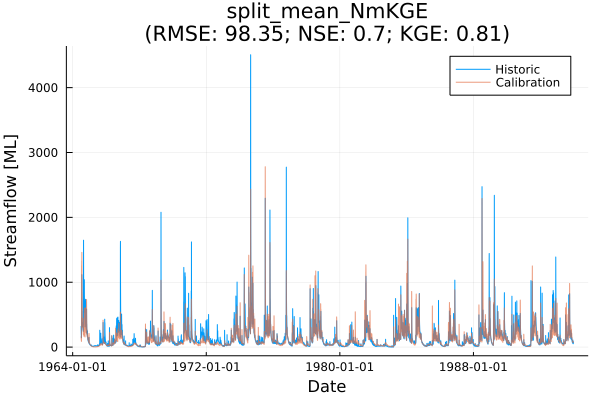 split_mean_NmKGE
(RMSE: 98.35; NSE: 0.7; KGE: 0.81)
Historic
Calibration
Streamflow [ML]
4000
3000
2000
1000
0
1964-01-01
1972-01-01
1980-01-01
1988-01-01
Date